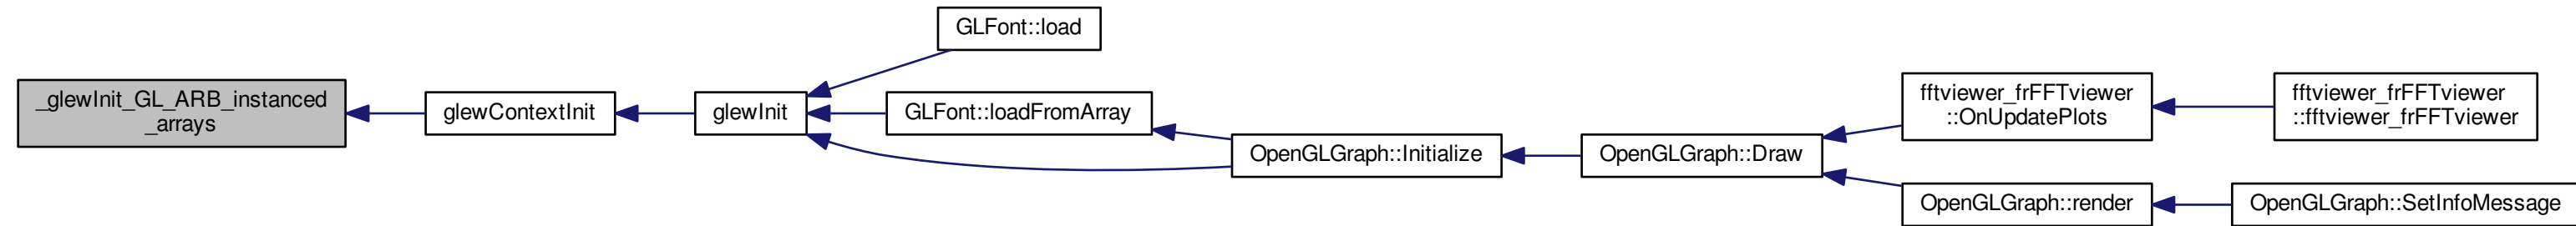 _glewInit_GL_ARB_instanced
_arrays
glewContextInit
glewInit
GLFont::load
GLFont::loadFromArray
OpenGLGraph::Initialize
OpenGLGraph::Draw
fftviewer_frFFTviewer
::OnUpdatePlots
fftviewer_frFFTviewer
::fftviewer_frFFTviewer
OpenGLGraph::render
OpenGLGraph::SetInfoMessage